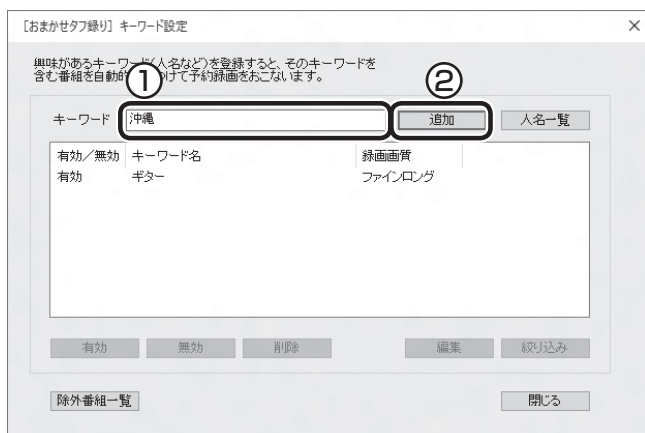 [おまかせタフ録り] キーワード設定
興味があるキーワード(人名など)を登録すると、そのキーワードを
含む番組を自動的 つけて予約録画をおこないます。
① ②
キーワード 沖縄 追加 人名一覧
有効/無効 キーワード名 録画画質
有効 ギター ファインロング
有効 無効 削除 編集 絞り込み
除外番組一覧 閉じる